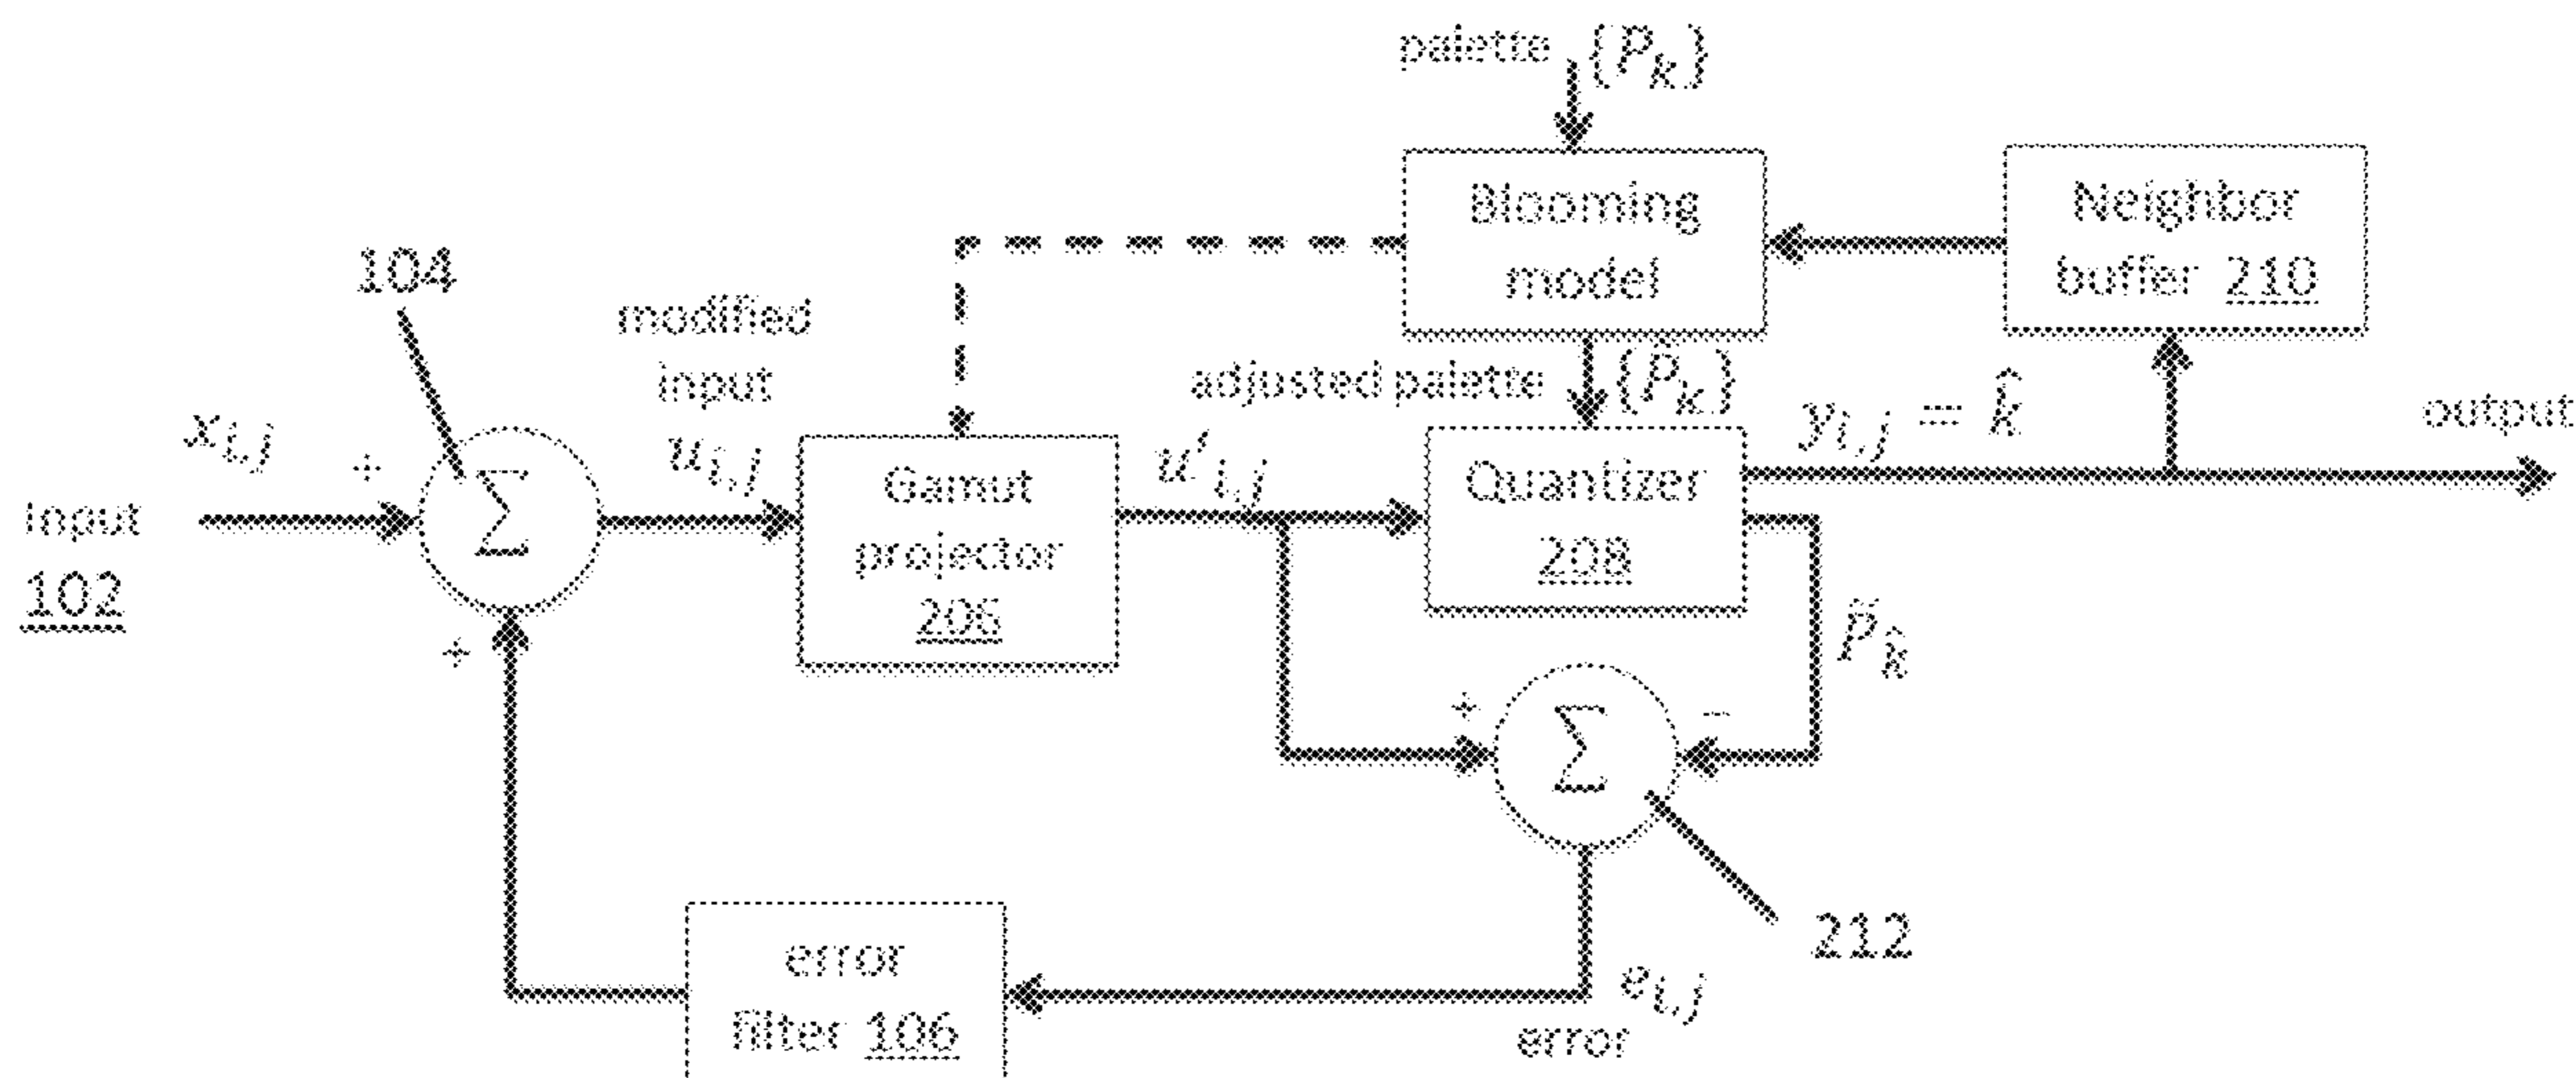 palette {P_k}
Blooming
model
Neighbor
buffer 210
104
modified
input
u_{i,j}
adjusted palette {P̃_k}
x_{i,j}
+
Σ
Input
102
Gamut
projector
206
u'_{i,j}
Quantizer
208
y_{i,j} = k̂
output
+
p̃_{k̂}
+
−
Σ
212
error
filter 106
e_{i,j}
error